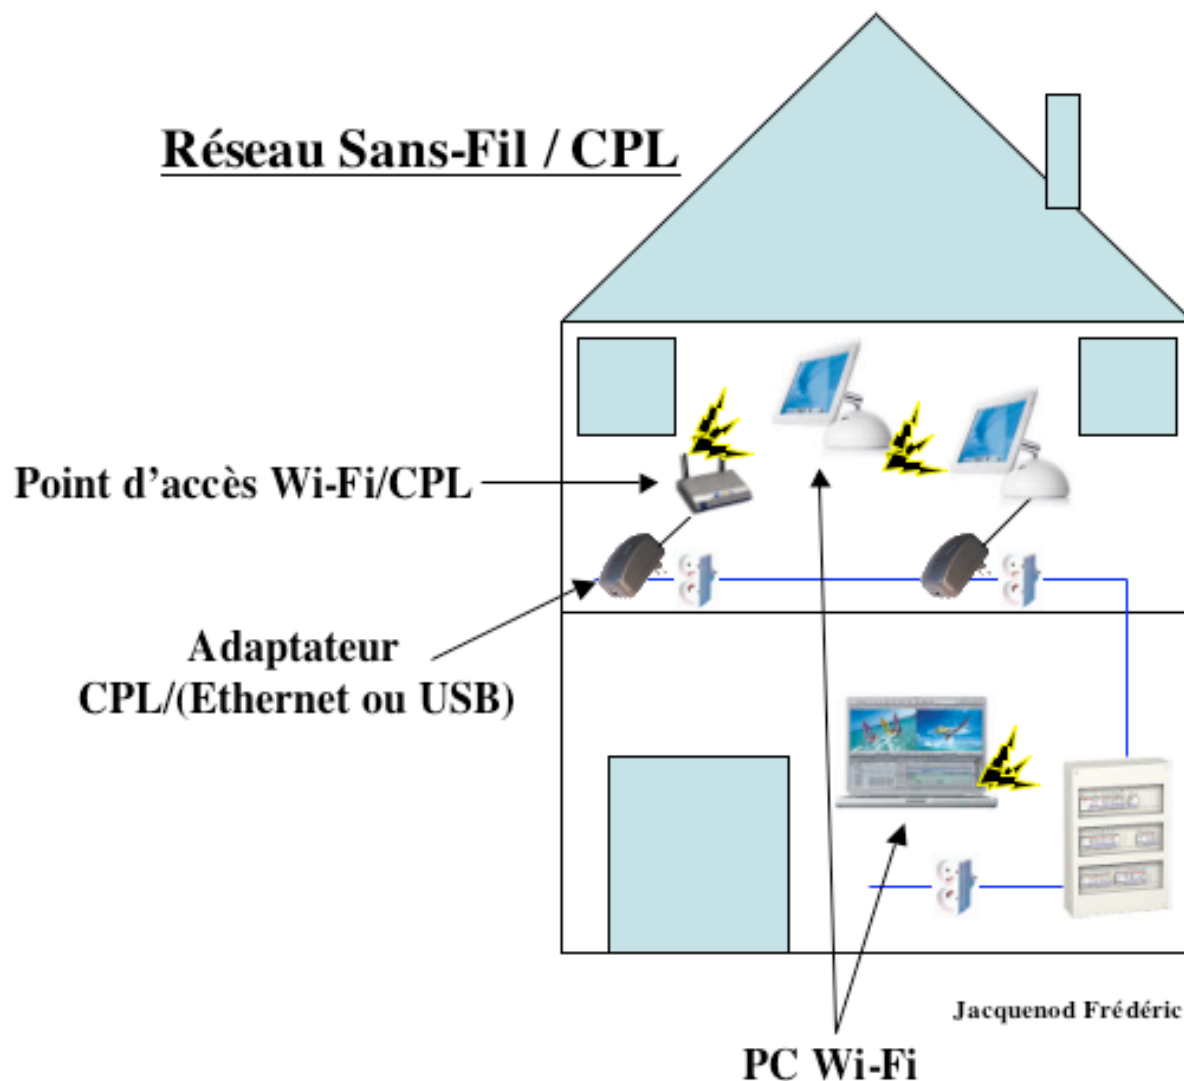 Réseau Sans-Fil / CPL
Point d’accès Wi-Fi/CPL
Adaptateur
CPL/(Ethernet ou USB)
Jacquenod Frédéric
PC Wi-Fi